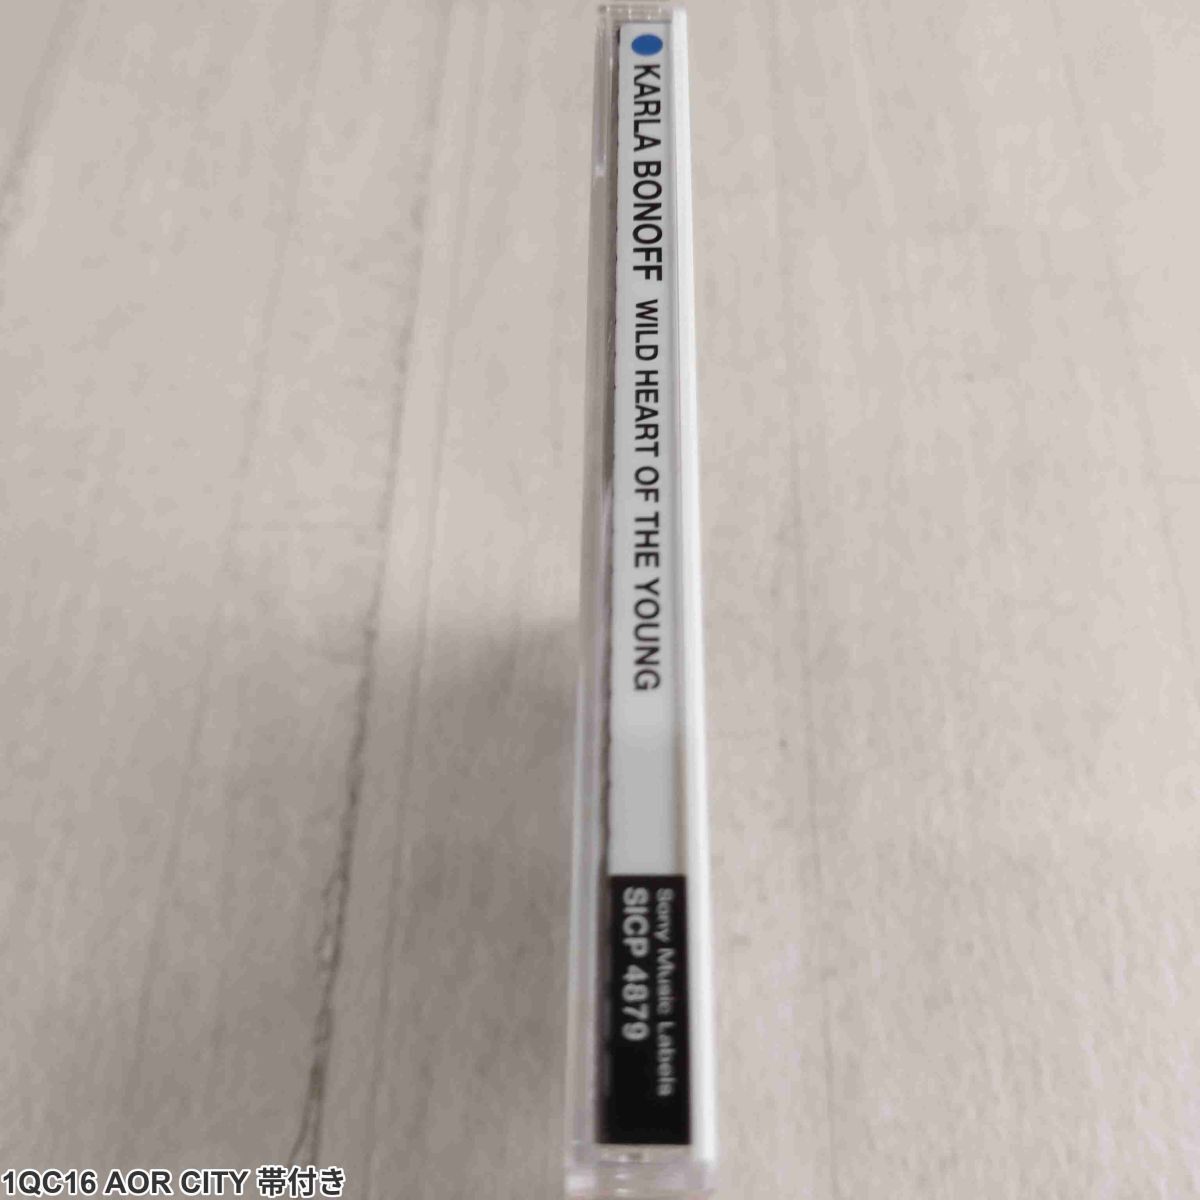 KARLA BONOFF WILD HEART OF THE YOUNG
Sony Music Labels
SICP 4879
1QC16 AOR CITY 帯付き